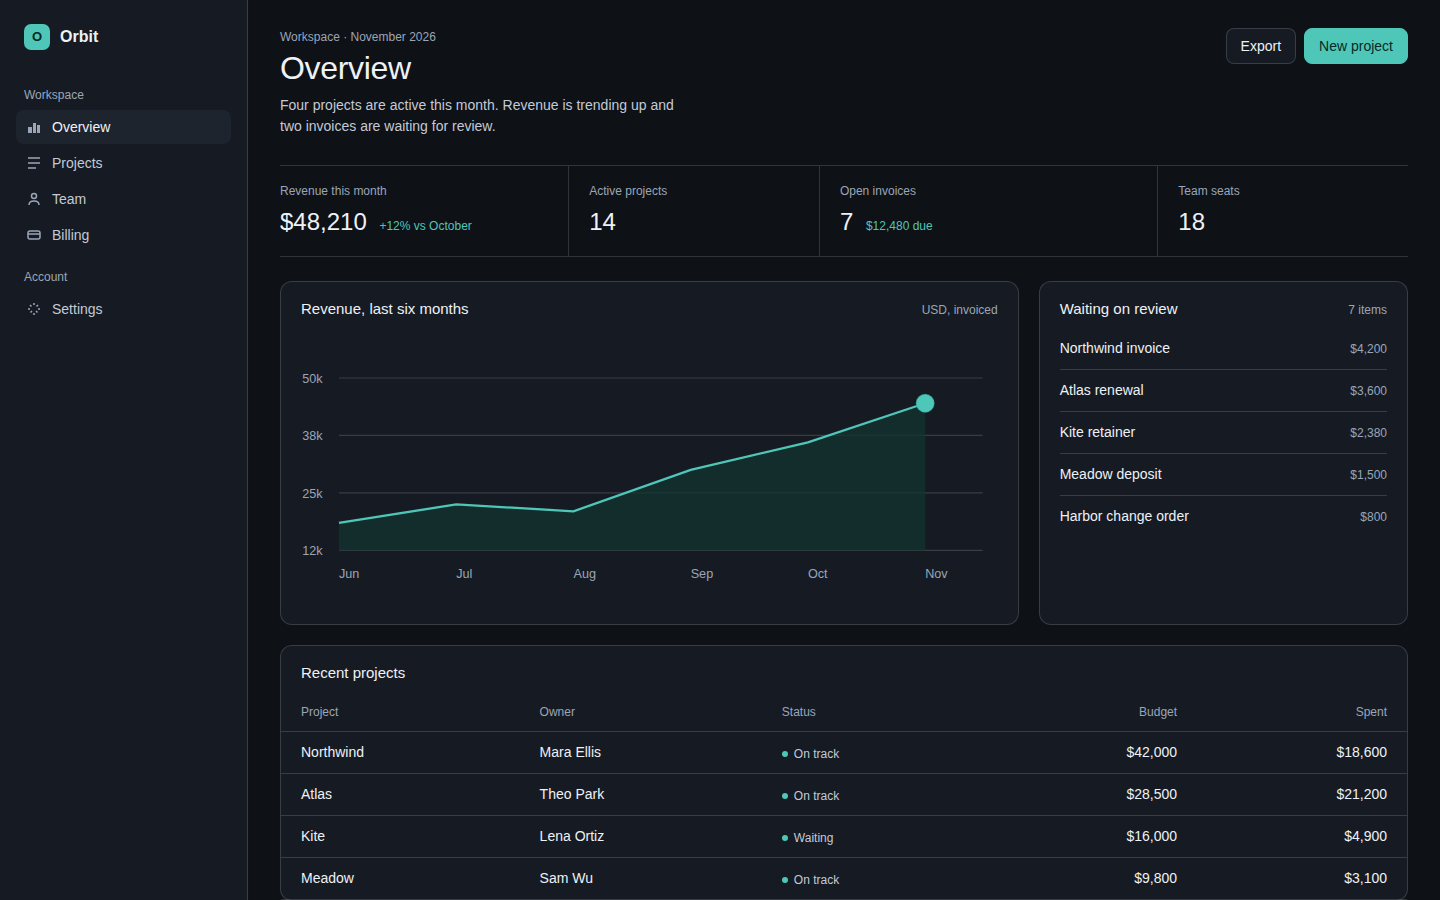 O
Orbit
Workspace
Overview
Projects
Team
Billing
Account
Settings
Workspace · November 2026
Overview
Four projects are active this month. Revenue is trending up and
two invoices are waiting for review.
Export
New project
Revenue this month
$48,210 +12% vs October
Active projects
14
Open invoices
7 $12,480 due
Team seats
18
Revenue, last six months
USD, invoiced
50k
38k
25k
12k
Jun Jul Aug Sep Oct Nov
Waiting on review
7 items
Northwind invoice $4,200
Atlas renewal $3,600
Kite retainer $2,380
Meadow deposit $1,500
Harbor change order $800
Recent projects
Project Owner Status Budget Spent
Northwind Mara Ellis On track $42,000 $18,600
Atlas Theo Park On track $28,500 $21,200
Kite Lena Ortiz Waiting $16,000 $4,900
Meadow Sam Wu On track $9,800 $3,100